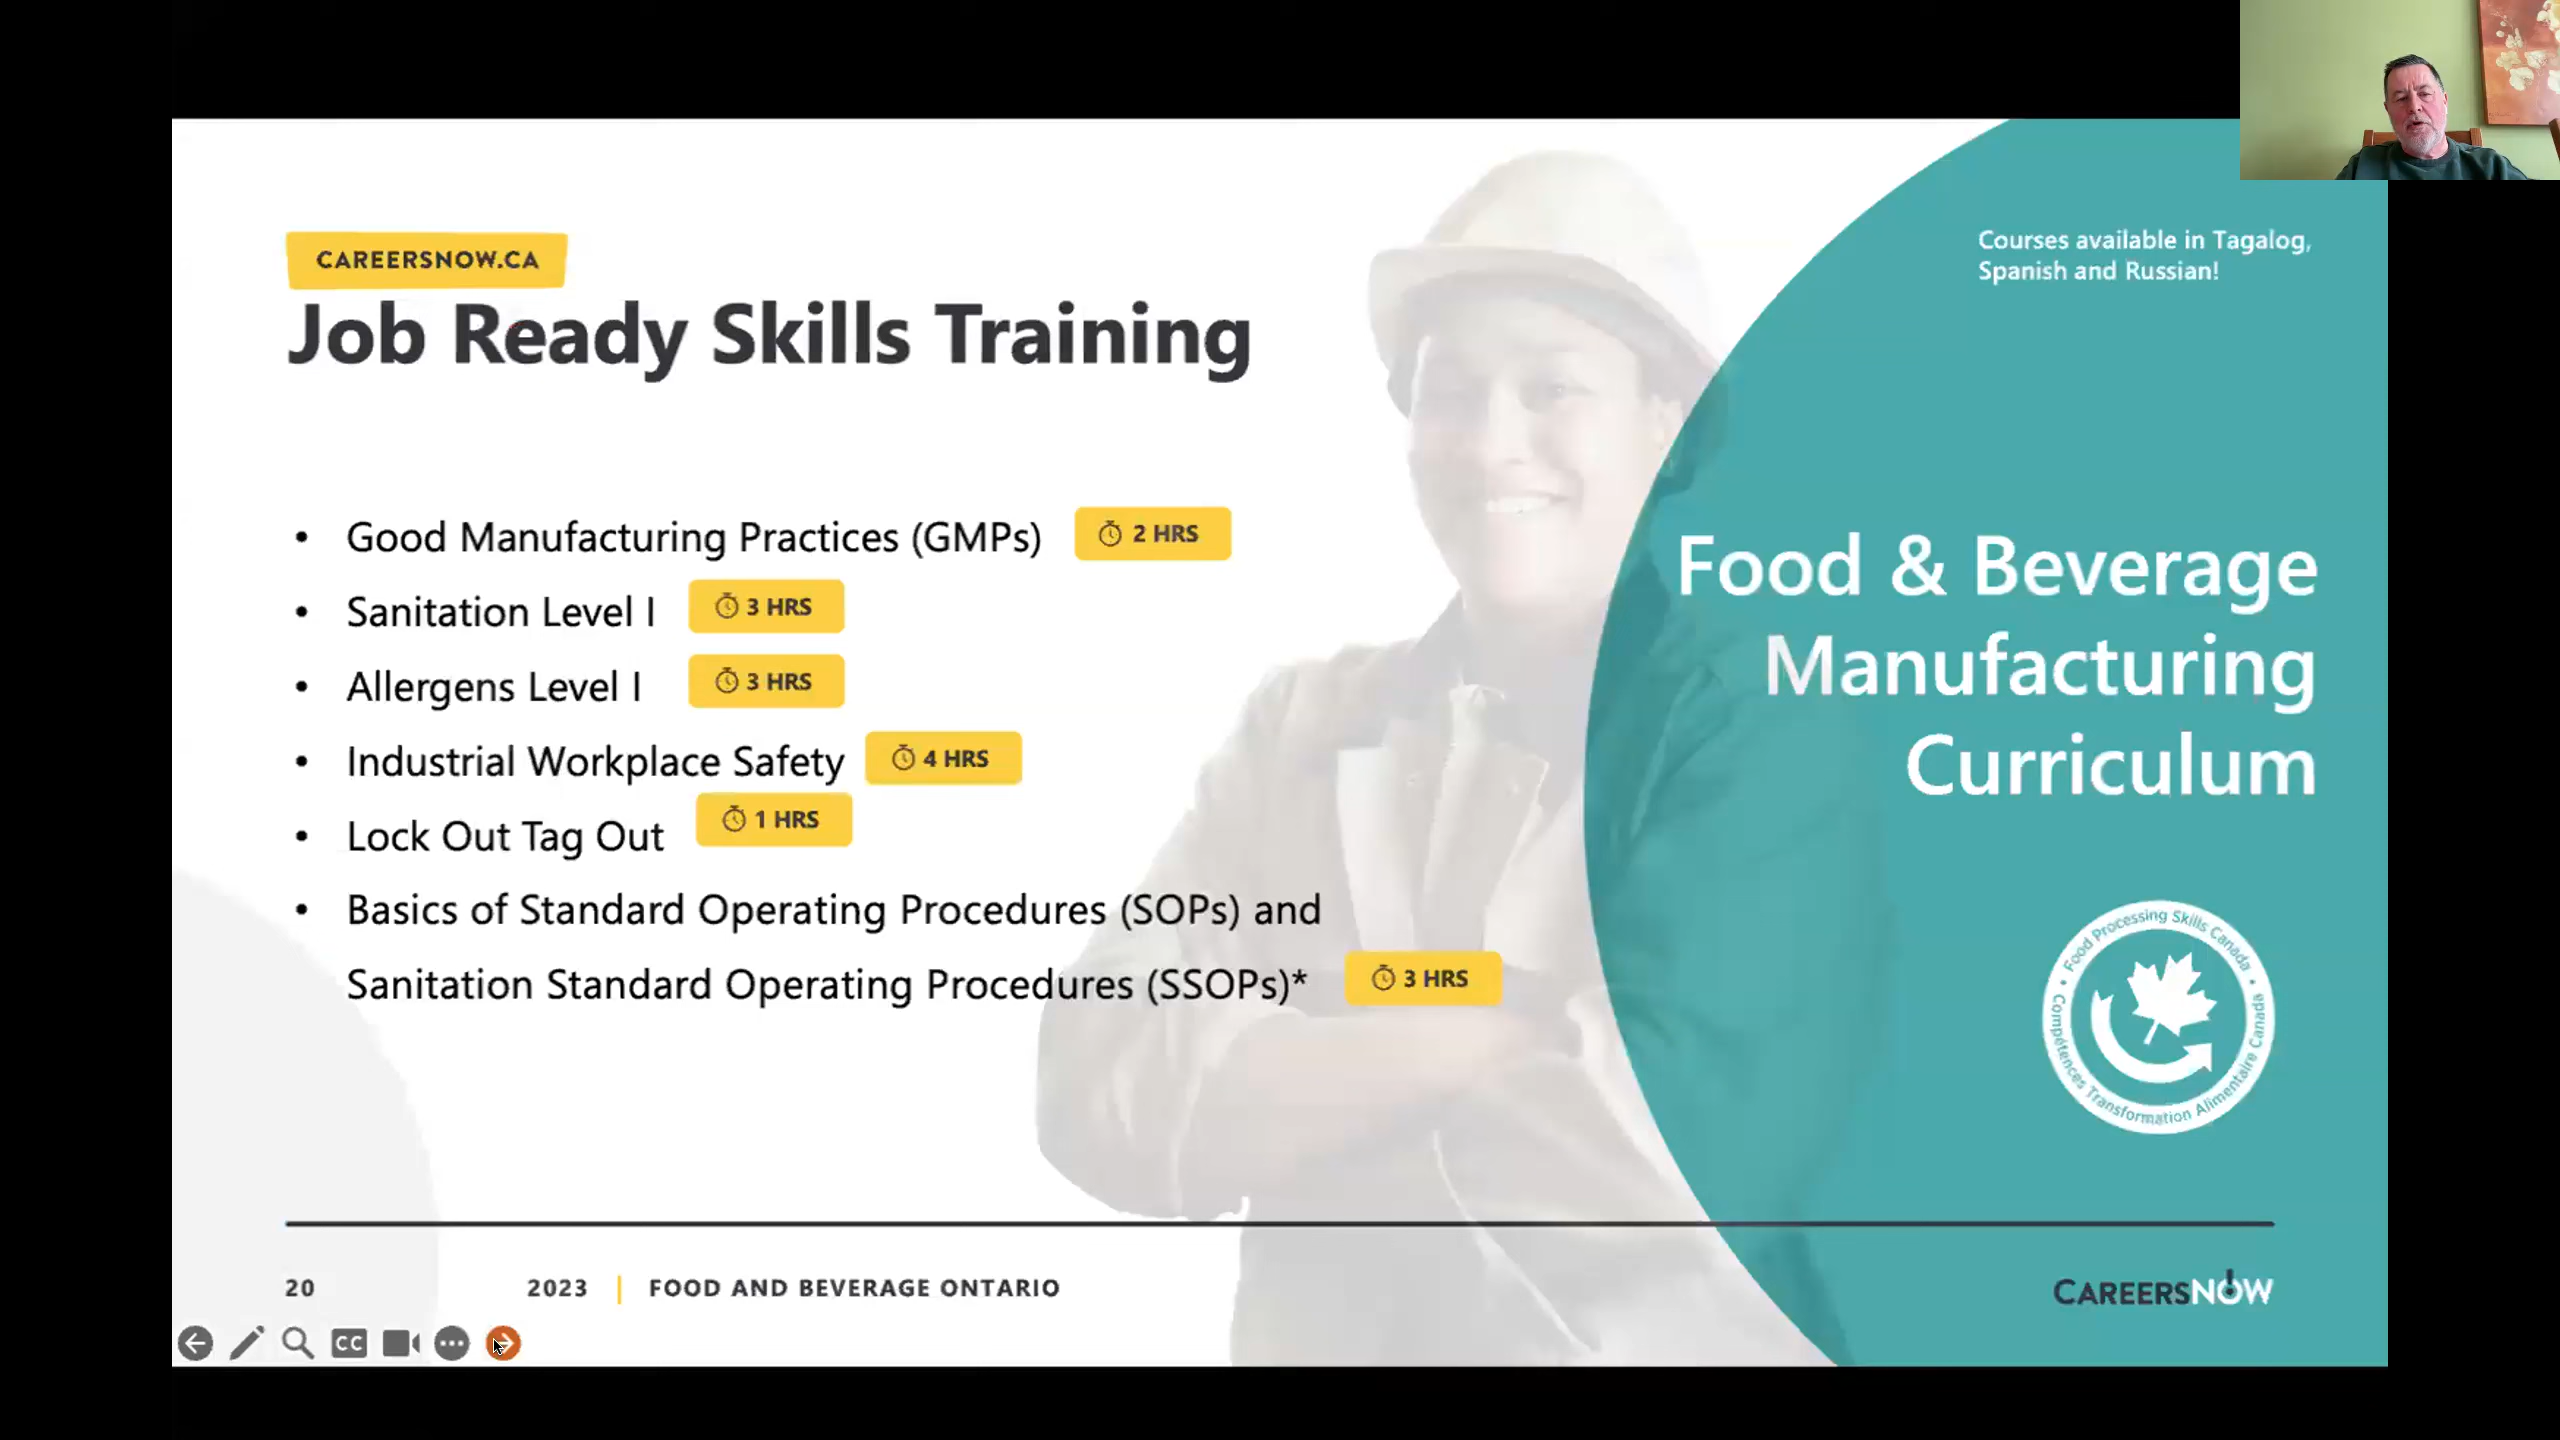 CAREERSNOW.CA
Job Ready Skills Training
Courses available in Tagalog,
Spanish and Russian!
• Good Manufacturing Practices (GMPs) 2 HRS
• Sanitation Level I 3 HRS
• Allergens Level I 3 HRS
• Industrial Workplace Safety 4 HRS
• Lock Out Tag Out 1 HRS
• Basics of Standard Operating Procedures (SOPs) and
Sanitation Standard Operating Procedures (SSOPs)* 3 HRS
Food & Beverage
Manufacturing
Curriculum
• Food Processing Skills Canada •
Compétences Transformation Alimentaire Canada
20 2023 | FOOD AND BEVERAGE ONTARIO
CAREERSNOW
CC